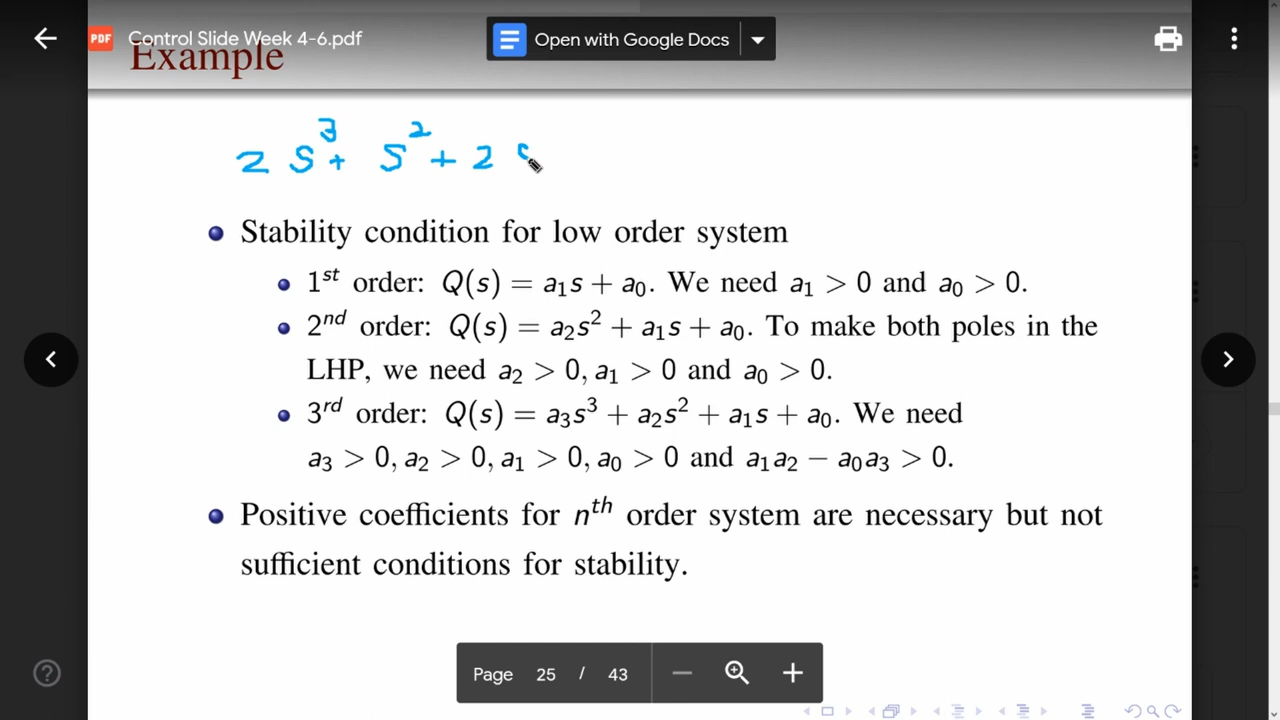 PDF Control Slide Week 4-6.pdf
Open with Google Docs
Example
2 s³ + s² + 2
• Stability condition for low order system
• 1ˢᵗ order: Q(s) = a₁s + a₀. We need a₁ > 0 and a₀ > 0.
• 2ⁿᵈ order: Q(s) = a₂s² + a₁s + a₀. To make both poles in the
LHP, we need a₂ > 0, a₁ > 0 and a₀ > 0.
• 3ʳᵈ order: Q(s) = a₃s³ + a₂s² + a₁s + a₀. We need
a₃ > 0, a₂ > 0, a₁ > 0, a₀ > 0 and a₁a₂ − a₀a₃ > 0.
• Positive coefficients for nᵗʰ order system are necessary but not
sufficient conditions for stability.
Page 25 / 43